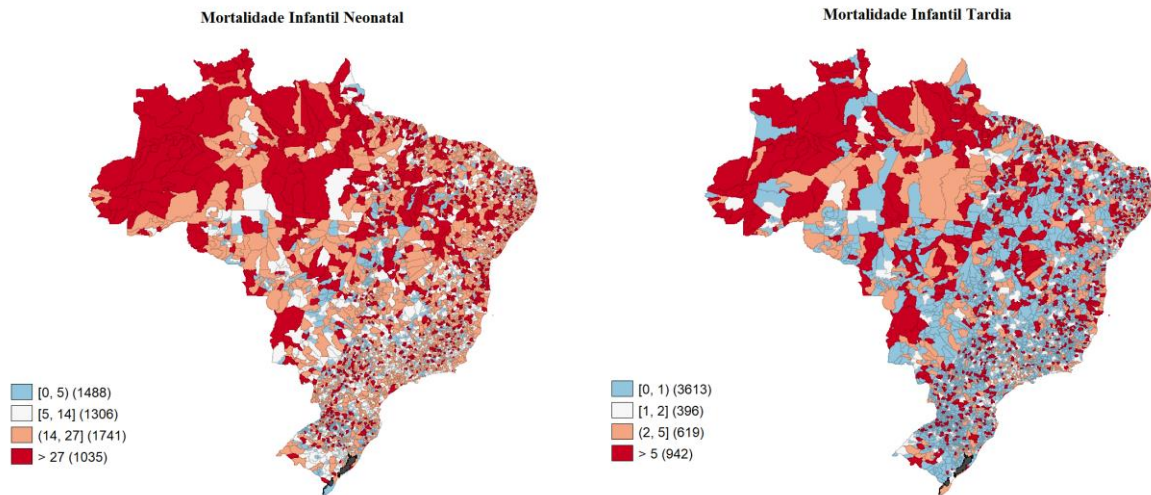 Mortalidade Infantil Neonatal
[0, 5) (1488)
[5, 14] (1306)
(14, 27] (1741)
> 27 (1035)
Mortalidade Infantil Tardia
[0, 1) (3613)
[1, 2] (396)
(2, 5] (619)
> 5 (942)